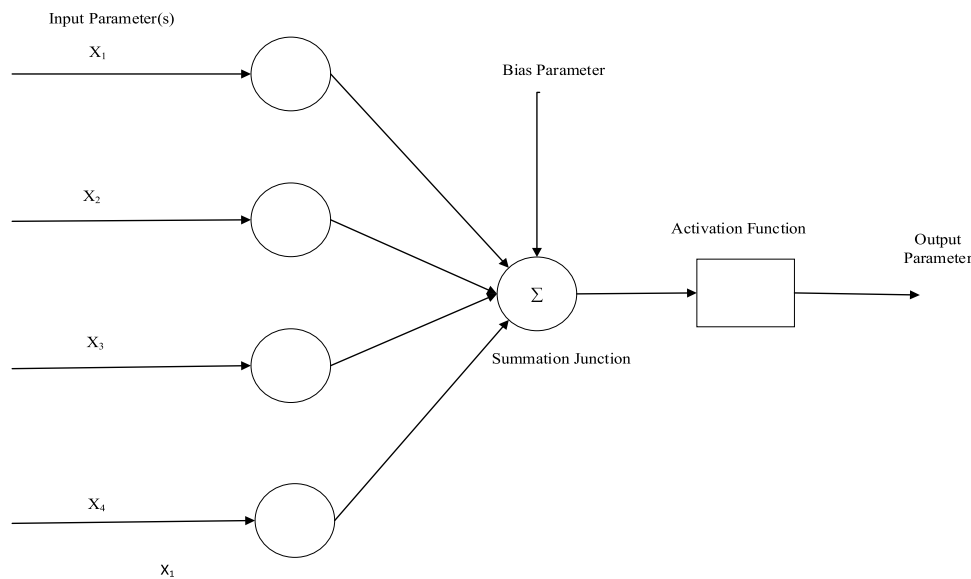 Input Parameter(s)
X₁
Bias Parameter
X₂
Activation Function
Output
Parameter
Σ
X₃
Summation Junction
X₄
X₁